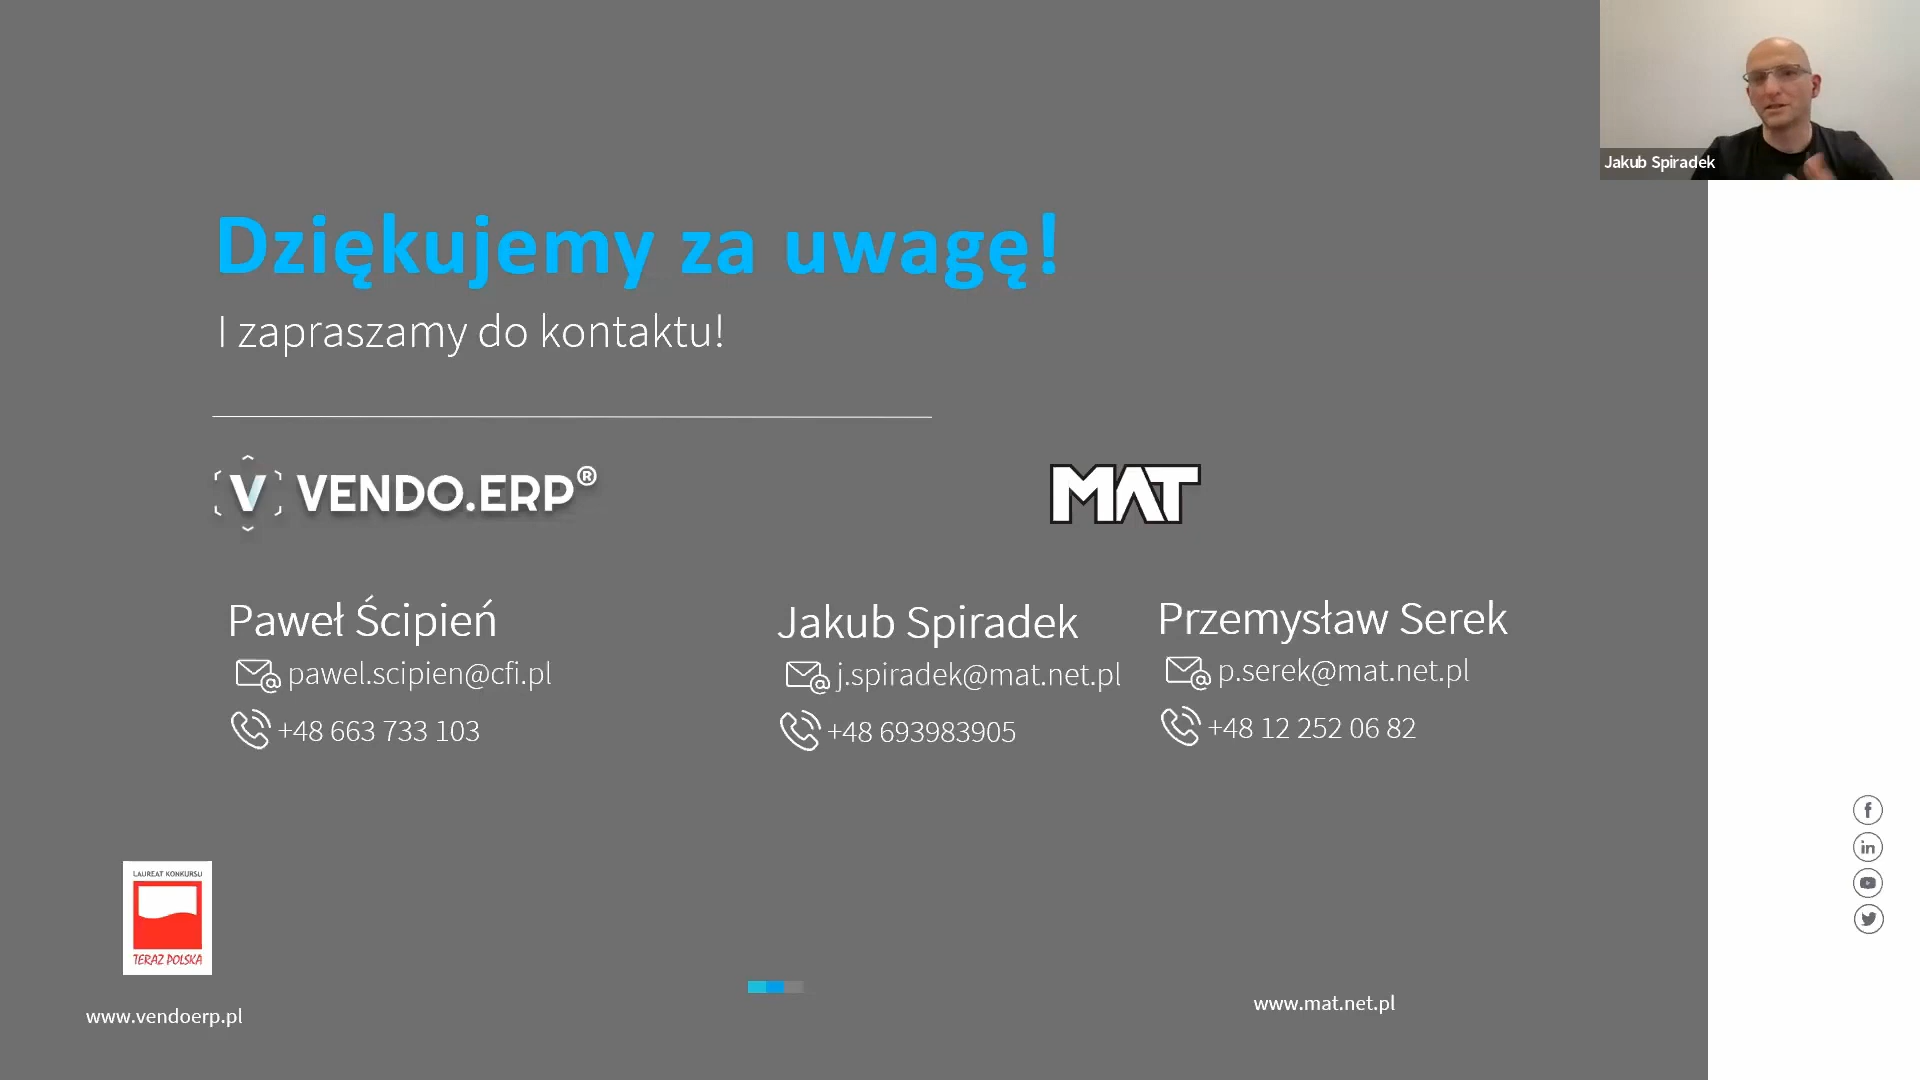 Jakub Spiradek
Dziękujemy za uwagę!
I zapraszamy do kontaktu!
V VENDO.ERP®
MAT
Paweł Ścipień
pawel.scipien@cfi.pl
+48 663 733 103
Jakub Spiradek
j.spiradek@mat.net.pl
+48 693983905
Przemysław Serek
p.serek@mat.net.pl
+48 12 252 06 82
LAUREAT KONKURSU
TERAZ POLSKA
www.vendoerp.pl
www.mat.net.pl